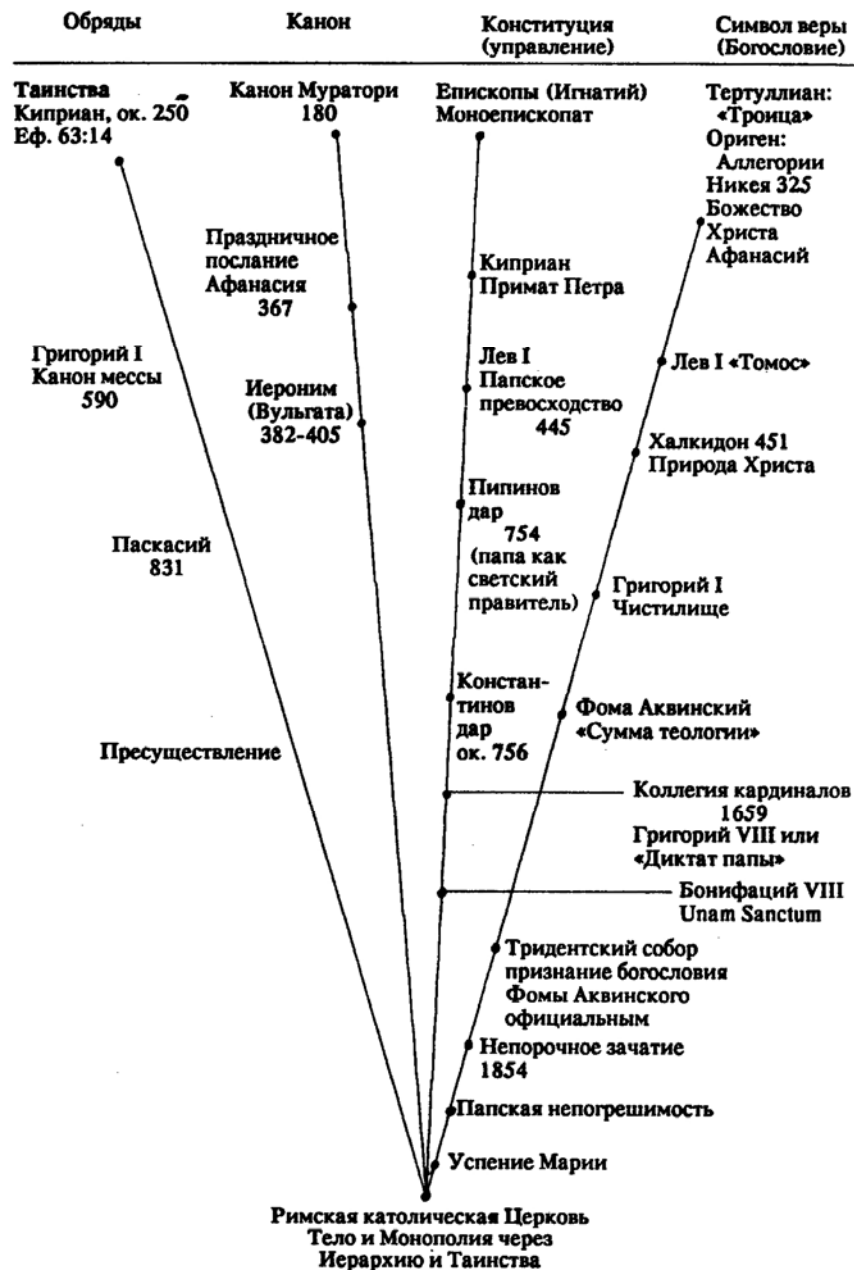 Обряды
Канон
Конституция
(управление)
Символ веры
(Богословие)
Таинства
Киприан, ок. 250
Еф. 63:14
Григорий I
Канон мессы
590
Паскасий
831
Пресуществление
Канон Муратори
180
Праздничное
послание
Афанасия
367
Иероним
(Вульгата)
382-405
Епископы (Игнатий)
Моноепископат
Киприан
Примат Петра
Лев I
Папское
превосходство
445
Пипинов
дар
754
(папа как
светский
правитель)
Констан-
тинов
дар
ок. 756
Тертуллиан:
«Троица»
Ориген:
Аллегории
Никея 325
Божество
Христа
Афанасий
Лев I «Томос»
Халкидон 451
Природа Христа
Григорий I
Чистилище
Фома Аквинский
«Сумма теологии»
Коллегия кардиналов
1659
Григорий VIII или
«Диктат папы»
Бонифаций VIII
Unam Sanctum
Тридентский собор
признание богословия
Фомы Аквинского
официальным
Непорочное зачатие
1854
Папская непогрешимость
Успение Марии
Римская католическая Церковь
Тело и Монополия через
Иерархию и Таинства